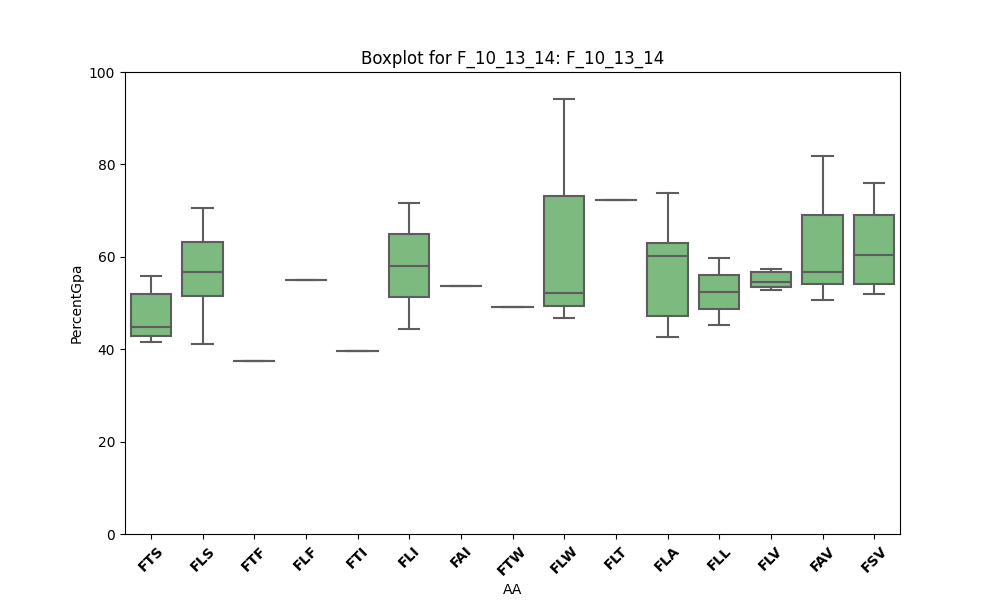 Boxplot for F_10_13_14: F_10_13_14
100
80
60
40
20
0
PercentGpa
FTS FLS FTF FLF FTI FLI FAI FTW FLW FLT FLA FLL FLV FAV FSV
AA